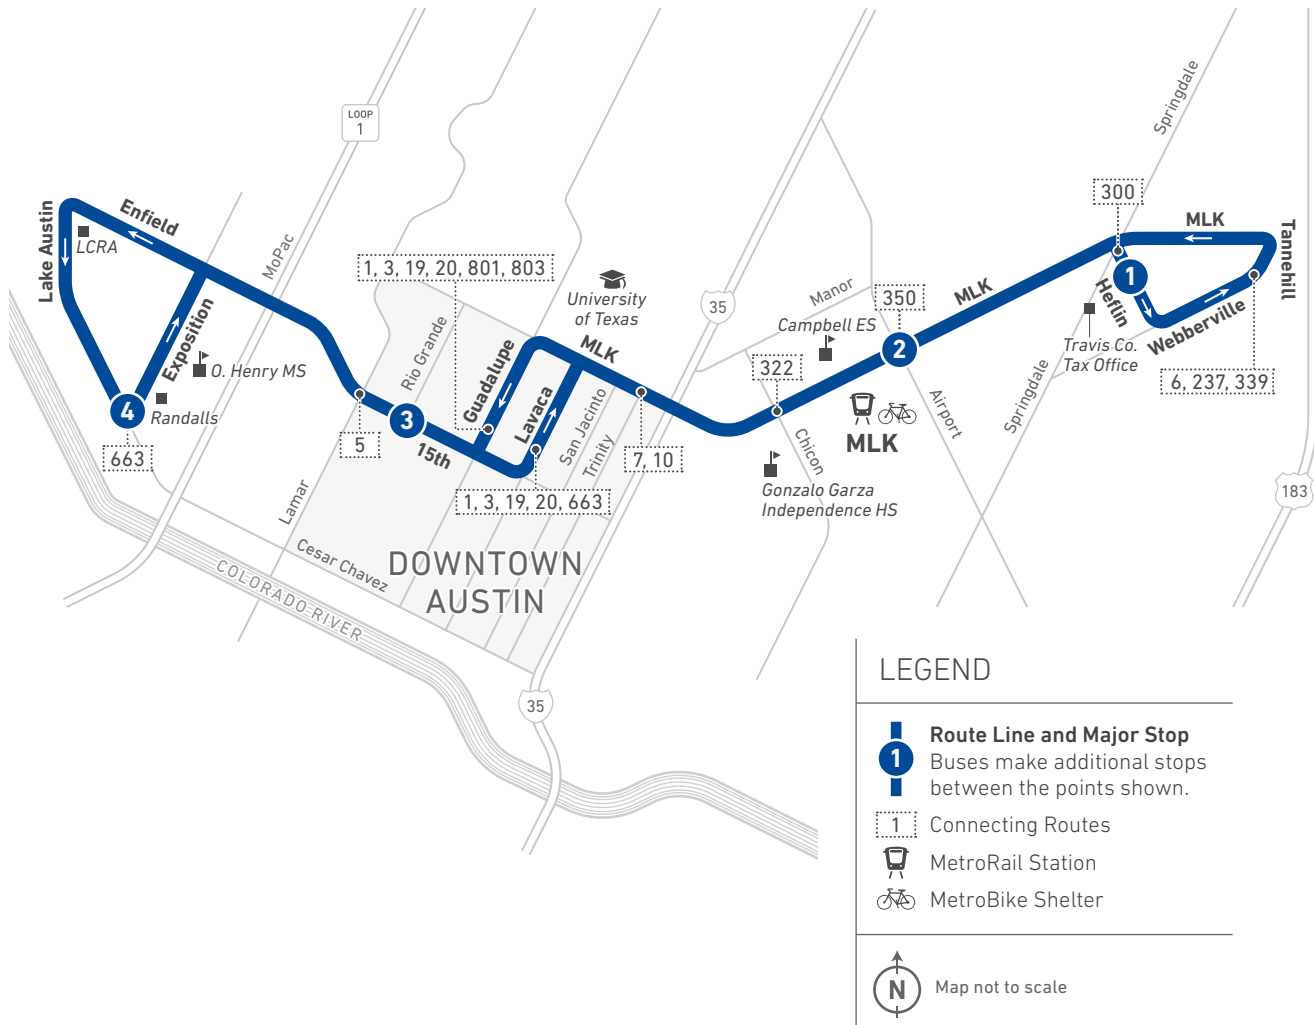 Springdale
LOOP
1
300
MLK
Tannehill
Lake Austin
Enfield
LCRA
MoPac
1, 3, 19, 20, 801, 803
University
of Texas
35
Manor
350
MLK
1
Heflin
Webberville
Campbell ES
Travis Co.
Tax Office
6, 237, 339
Exposition
O. Henry MS
Rio Grande
Guadalupe
MLK
2
322
Springdale
Airport
4
Randalls
663
5
3
15th
Lavaca
San Jacinto
Trinity
7, 10
MLK
Chicon
Gonzalo Garza
Independence HS
183
Lamar
1, 3, 19, 20, 663
Cesar Chavez
DOWNTOWN
AUSTIN
COLORADO RIVER
35
LEGEND
1
Route Line and Major Stop
Buses make additional stops
between the points shown.
1
Connecting Routes
MetroRail Station
MetroBike Shelter
N
Map not to scale